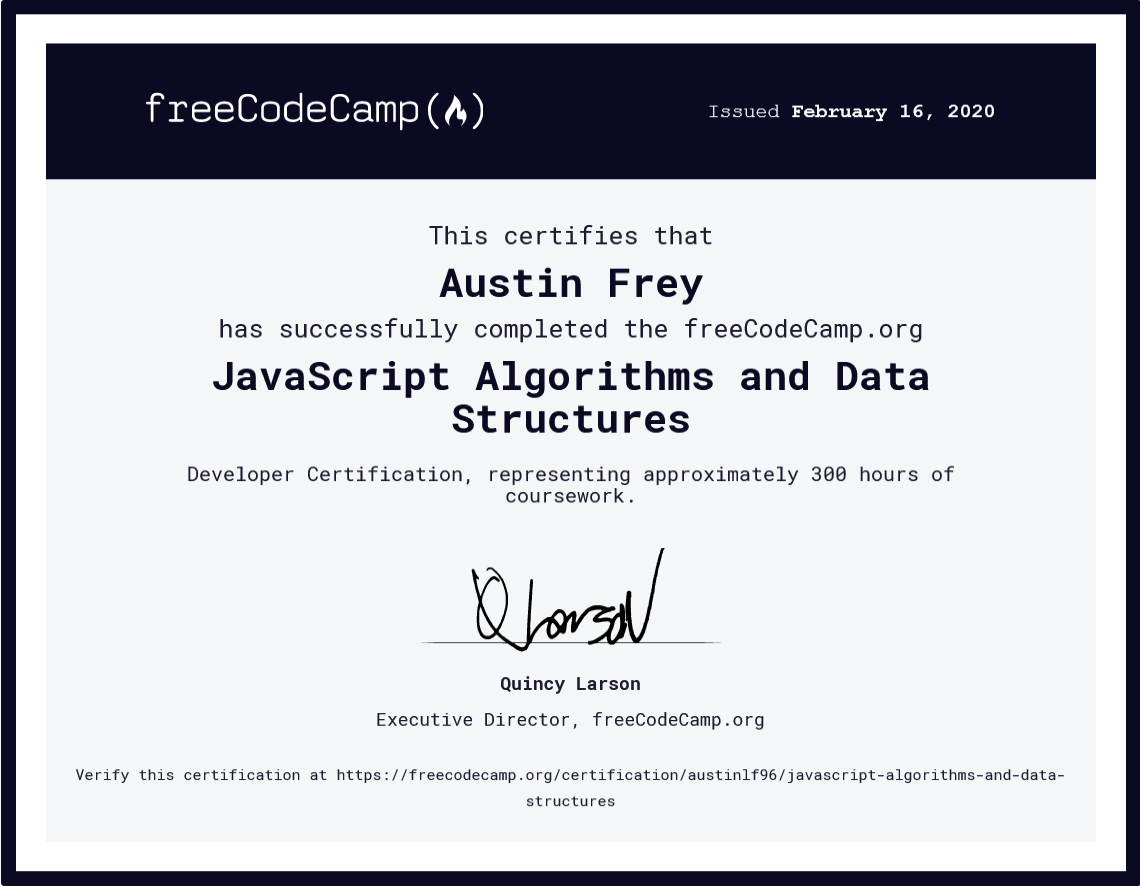 freeCodeCamp(🔥)
Issued February 16, 2020
This certifies that
Austin Frey
has successfully completed the freeCodeCamp.org
JavaScript Algorithms and Data
Structures
Developer Certification, representing approximately 300 hours of
coursework.
Q Larson
Quincy Larson
Executive Director, freeCodeCamp.org
Verify this certification at https://freecodecamp.org/certification/austinlf96/javascript-algorithms-and-data-
structures